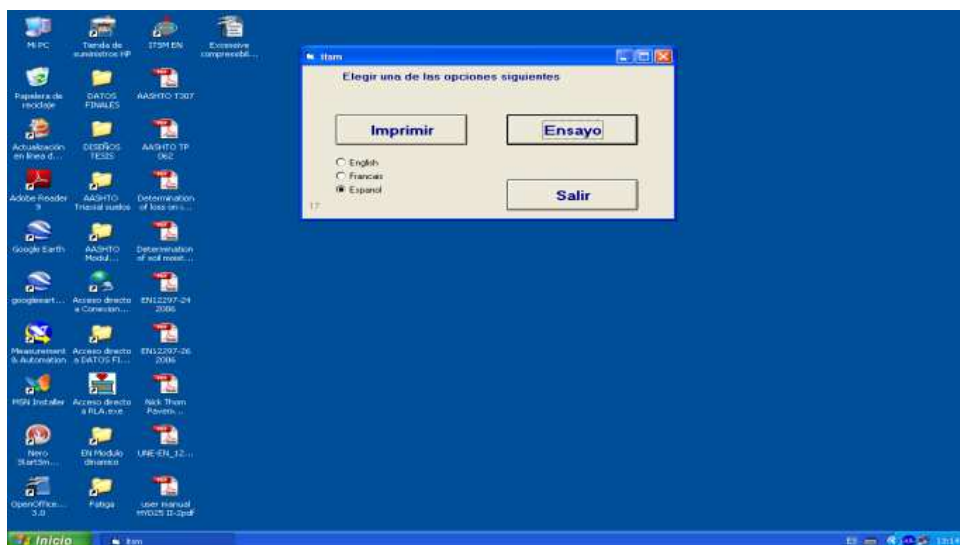 Mi PC
Tienda de
suministros HP
ITSM EN
Excessive
compressibil...
Papelera de
reciclaje
DATOS
FINALES
AASHTO T307
Actualización
en línea d...
DISEÑOS
TESIS
AASHTO TP
062
Adobe Reader
9
AASHTO
Triaxial suelos
Determination
of loss on i...
Google Earth
AASHTO
Modul...
Determination
of soil moist...
googleeart...
Acceso directo
a Conexion...
EN12297-24
2006
Measurement
& Automation
Acceso directo
a DATOS FI...
EN12297-26
2006
MSN Installer
Acceso directo
a RLA.exe
Nick Thom
Pavem...
Nero
StartSm...
EN Modulo
dinamico
UNE-EN_12...
OpenOffice...
3.0
Fatiga
user manual
HYD25 II-2pdf
Itsm
Elegir una de las opciones siguientes
Imprimir
Ensayo
English
Francais
Espanol
17
Salir
Inicio
Itsm
ES
12:14